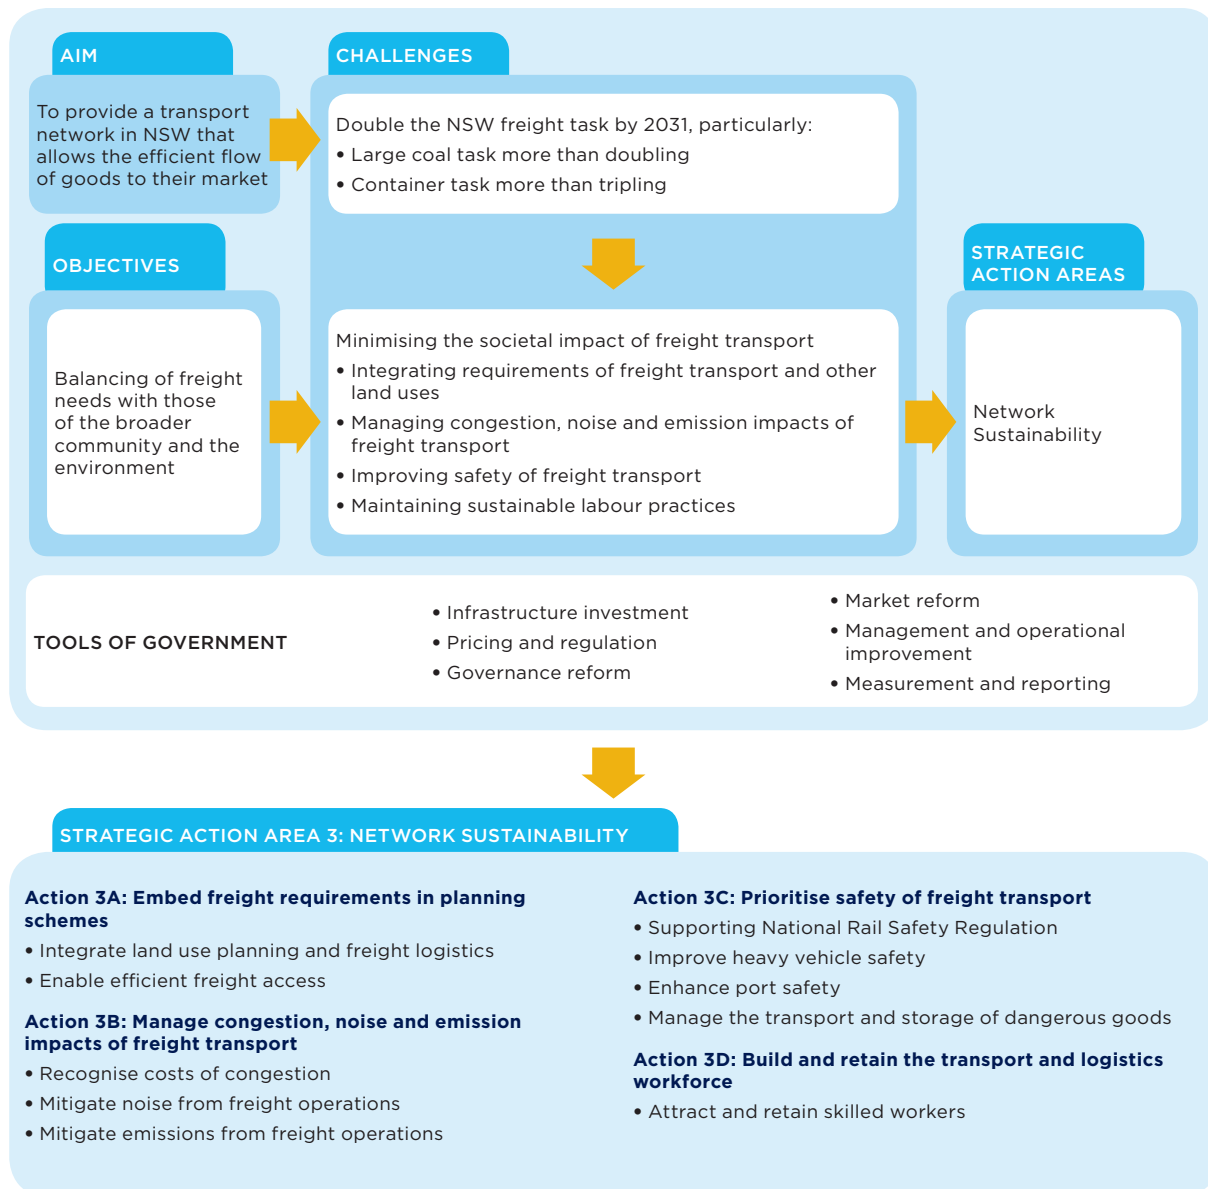 AIM
To provide a transport
network in NSW that
allows the efficient flow
of goods to their market
CHALLENGES
Double the NSW freight task by 2031, particularly:
• Large coal task more than doubling
• Container task more than tripling
OBJECTIVES
Balancing of freight
needs with those
of the broader
community and the
environment
Minimising the societal impact of freight transport
• Integrating requirements of freight transport and other
land uses
• Managing congestion, noise and emission impacts of
freight transport
• Improving safety of freight transport
• Maintaining sustainable labour practices
STRATEGIC
ACTION AREAS
Network
Sustainability
TOOLS OF GOVERNMENT
• Infrastructure investment
• Pricing and regulation
• Governance reform
• Market reform
• Management and operational
improvement
• Measurement and reporting
STRATEGIC ACTION AREA 3: NETWORK SUSTAINABILITY
Action 3A: Embed freight requirements in planning
schemes
• Integrate land use planning and freight logistics
• Enable efficient freight access
Action 3B: Manage congestion, noise and emission
impacts of freight transport
• Recognise costs of congestion
• Mitigate noise from freight operations
• Mitigate emissions from freight operations
Action 3C: Prioritise safety of freight transport
• Supporting National Rail Safety Regulation
• Improve heavy vehicle safety
• Enhance port safety
• Manage the transport and storage of dangerous goods
Action 3D: Build and retain the transport and logistics
workforce
• Attract and retain skilled workers